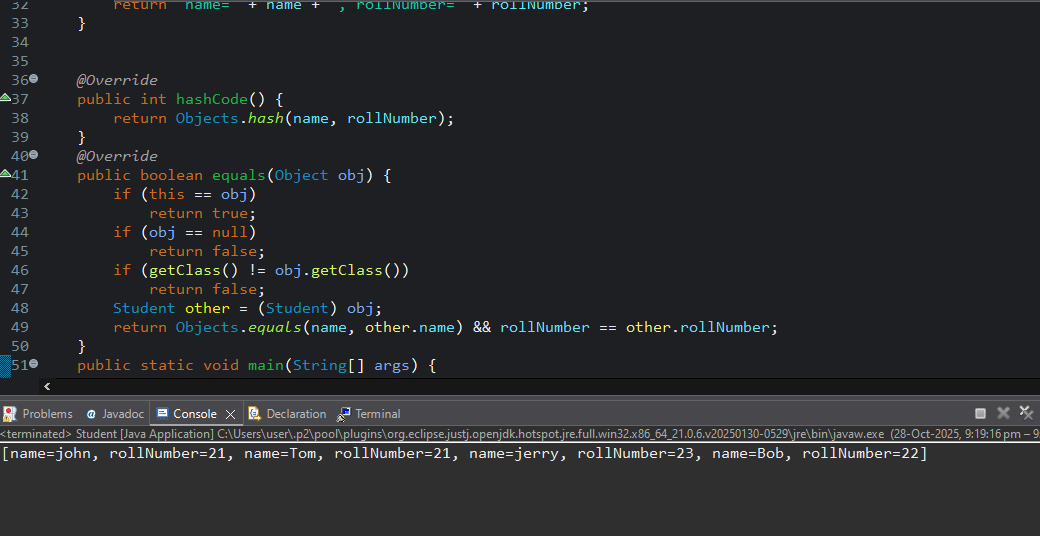 32 return "name=" + name + ", rollNumber=" + rollNumber;
33 }
34
35
36 @Override
37 public int hashCode() {
38 return Objects.hash(name, rollNumber);
39 }
40 @Override
41 public boolean equals(Object obj) {
42 if (this == obj)
43 return true;
44 if (obj == null)
45 return false;
46 if (getClass() != obj.getClass())
47 return false;
48 Student other = (Student) obj;
49 return Objects.equals(name, other.name) && rollNumber == other.rollNumber;
50 }
51 public static void main(String[] args) {
Problems Javadoc Console Declaration Terminal
<terminated> Student [Java Application] C:\Users\user\.p2\pool\plugins\org.eclipse.justj.openjdk.hotspot.jre.full.win32.x86_64_21.0.6.v20250130-0529\jre\bin\javaw.exe (28-Oct-2025, 9:19:16 pm – 9
[name=john, rollNumber=21, name=Tom, rollNumber=21, name=jerry, rollNumber=23, name=Bob, rollNumber=22]